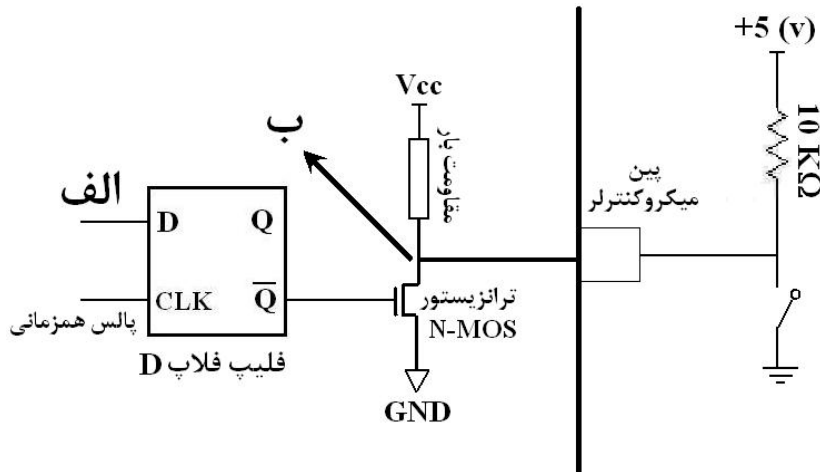 +5 (v)
Vcc
10 KΩ
مقاومت بار
ب
پین
میکروکنترلر
الف
D
Q
CLK
Q̅
ترانزیستور
N-MOS
پالس همزمانی
فلیپ فلاپ D
GND